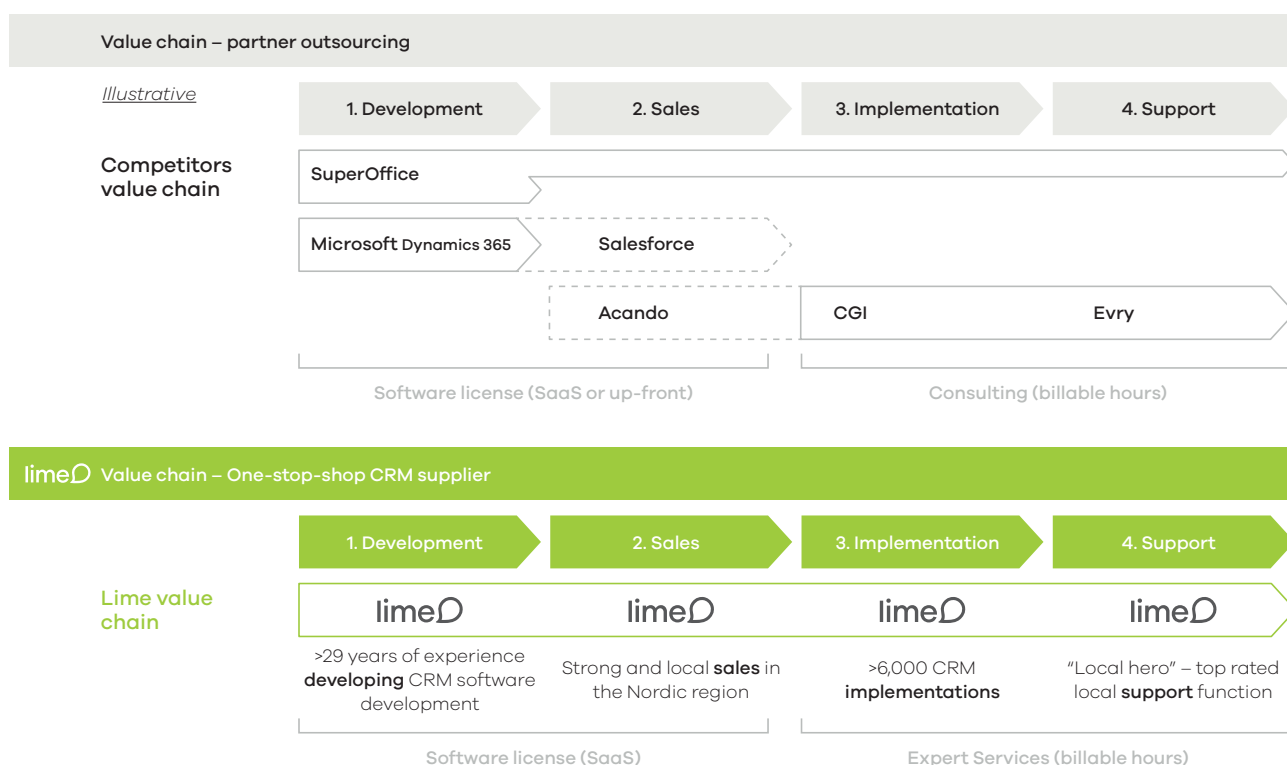 Value chain – partner outsourcing
Illustrative
1. Development
2. Sales
3. Implementation
4. Support
Competitors
value chain
SuperOffice
Microsoft Dynamics 365
Salesforce
Acando
CGI
Evry
Software license (SaaS or up-front)
Consulting (billable hours)
lime Value chain – One-stop-shop CRM supplier
1. Development
2. Sales
3. Implementation
4. Support
Lime value
chain
lime
lime
lime
lime
>29 years of experience
developing CRM software
development
Strong and local sales in
the Nordic region
>6,000 CRM
implementations
“Local hero” – top rated
local support function
Software license (SaaS)
Expert Services (billable hours)